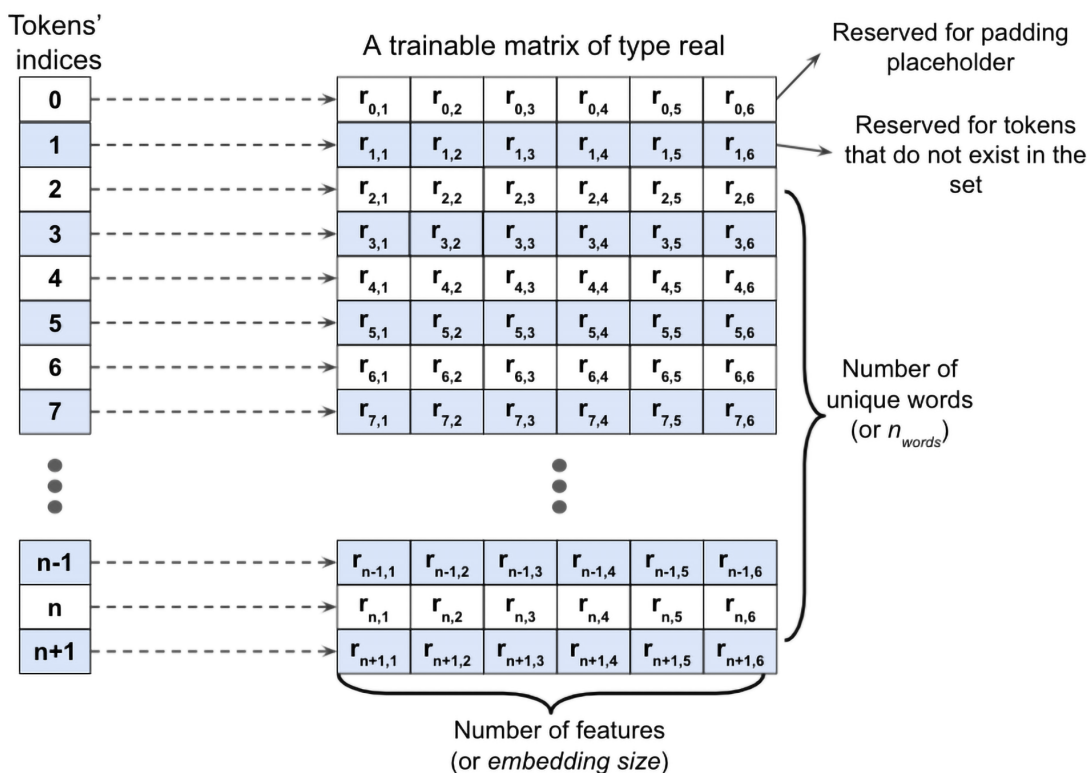 Tokens'
indices
A trainable matrix of type real
Reserved for padding
placeholder
0 r0,1 r0,2 r0,3 r0,4 r0,5 r0,6
1 r1,1 r1,2 r1,3 r1,4 r1,5 r1,6
Reserved for tokens
that do not exist in the
set
2 r2,1 r2,2 r2,3 r2,4 r2,5 r2,6
3 r3,1 r3,2 r3,3 r3,4 r3,5 r3,6
4 r4,1 r4,2 r4,3 r4,4 r4,5 r4,6
5 r5,1 r5,2 r5,3 r5,4 r5,5 r5,6
6 r6,1 r6,2 r6,3 r6,4 r6,5 r6,6
7 r7,1 r7,2 r7,3 r7,4 r7,5 r7,6
Number of
unique words
(or nwords)
n-1 rn-1,1 rn-1,2 rn-1,3 rn-1,4 rn-1,5 rn-1,6
n rn,1 rn,2 rn,3 rn,4 rn,5 rn,6
n+1 rn+1,1 rn+1,2 rn+1,3 rn+1,4 rn+1,5 rn+1,6
Number of features
(or embedding size)